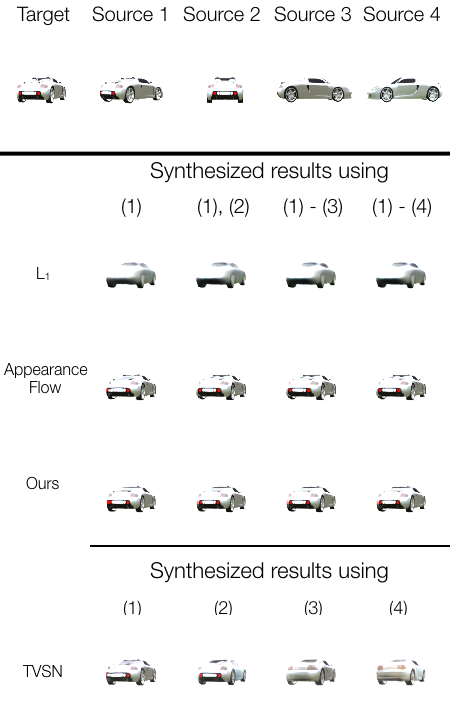 Target Source 1 Source 2 Source 3 Source 4
Synthesized results using
(1) (1), (2) (1) - (3) (1) - (4)
L₁
Appearance
Flow
Ours
Synthesized results using
(1) (2) (3) (4)
TVSN